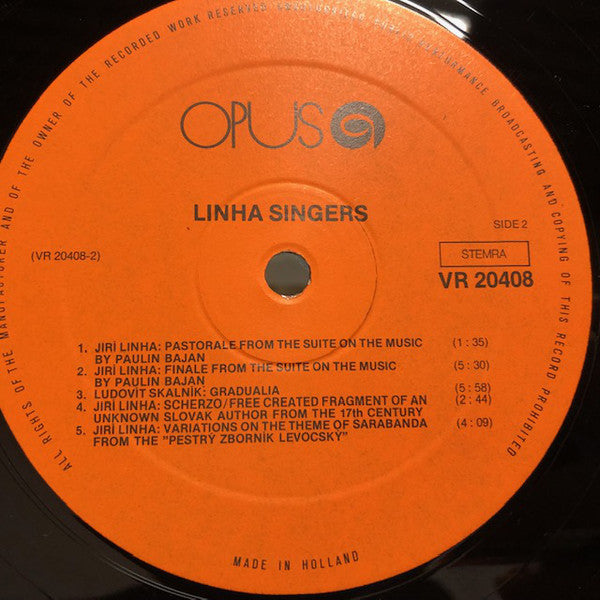 ALL RIGHTS OF THE MANUFACTURER AND OF THE OWNER OF THE RECORDED WORK RESERVED
PERFORMANCE BROADCASTING AND COPYING OF THIS RECORD PROHIBITED
OPUS
LINHA SINGERS
SIDE 2
(VR 20408-2)
STEMRA
VR 20408
1. JIRÍ LINHA: PASTORALE FROM THE SUITE ON THE MUSIC (1 : 35)
BY PAULIN BAJAN
2. JIRÍ LINHA: FINALE FROM THE SUITE ON THE MUSIC (5 : 30)
BY PAULIN BAJAN
3. LUDOVÍT SKALNÍK: GRADUALIA (5 : 58)
4. JIRÍ LINHA: SCHERZO/FREE CREATED FRAGMENT OF AN (2 : 44)
UNKNOWN SLOVAK AUTHOR FROM THE 17th CENTURY
5. JIRÍ LINHA: VARIATIONS ON THE THEME OF SARABANDA (4 : 09)
FROM THE "PESTRÝ ZBORNÍK LEVOCSKÝ"
MADE IN HOLLAND